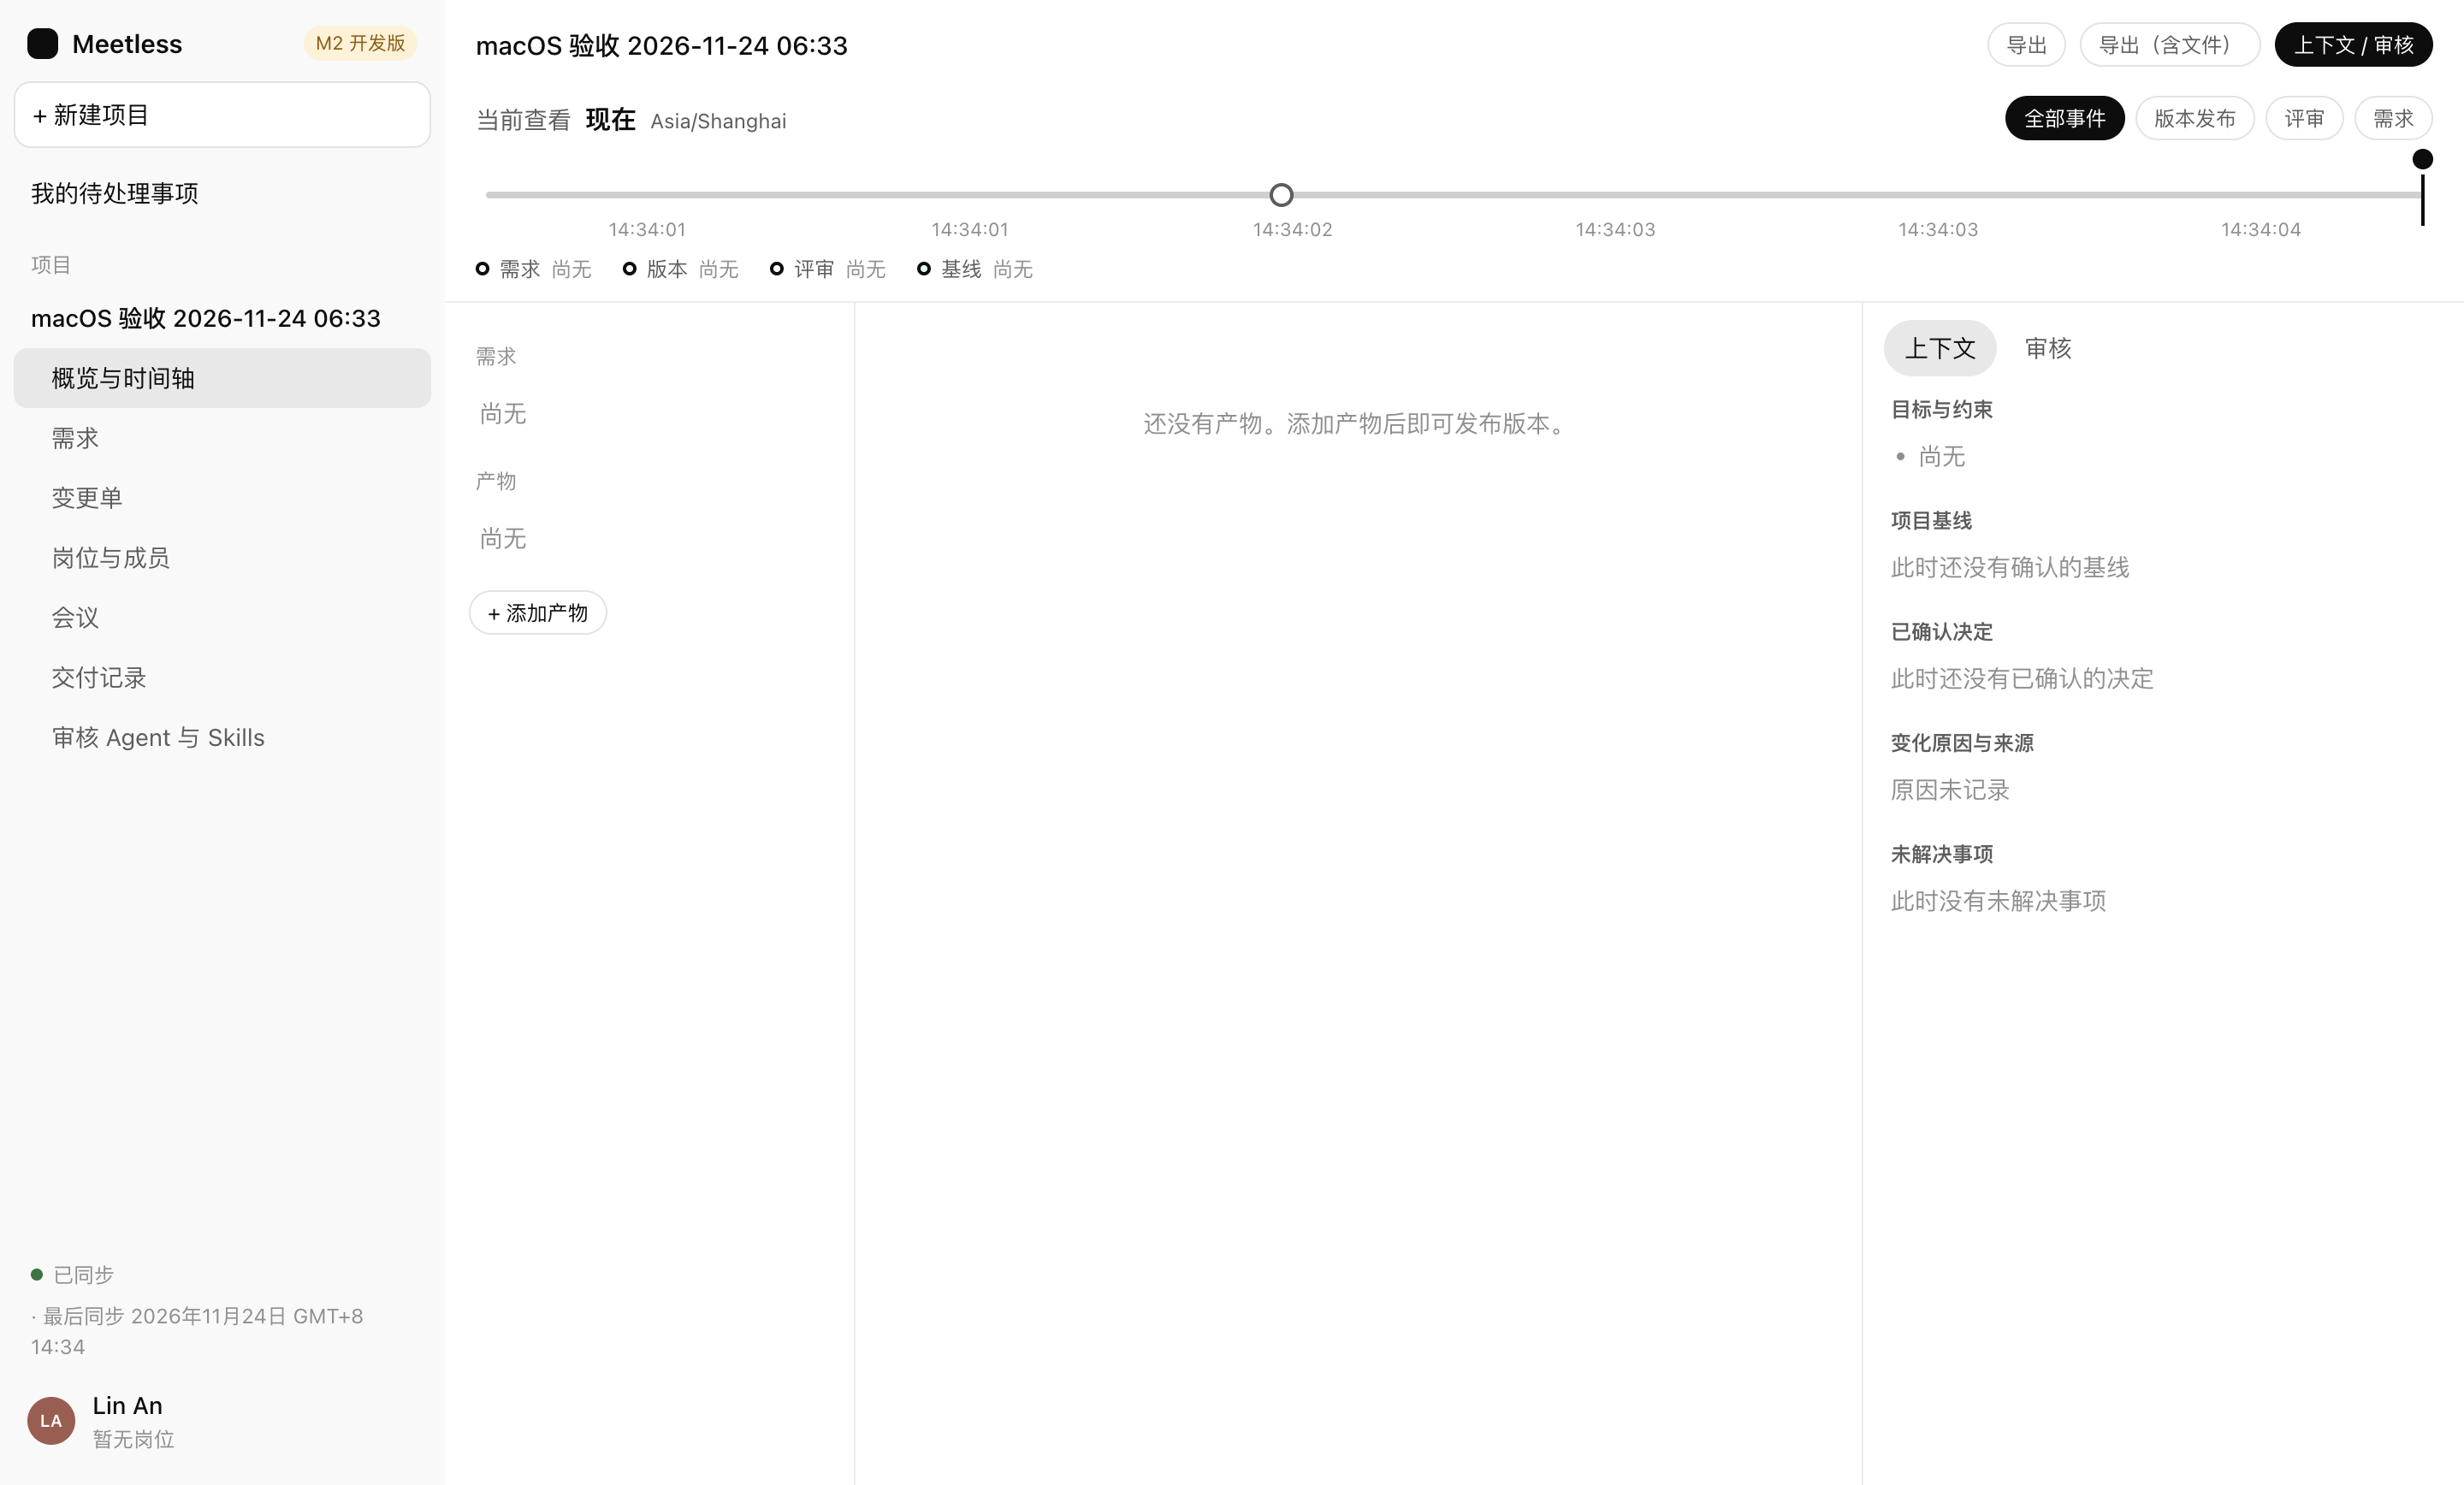 Meetless
M2 开发版
+ 新建项目
我的待处理事项
项目
macOS 验收 2026-11-24 06:33
概览与时间轴
需求
变更单
岗位与成员
会议
交付记录
审核 Agent 与 Skills
已同步
· 最后同步 2026年11月24日 GMT+8
14:34
LA
Lin An
暂无岗位
macOS 验收 2026-11-24 06:33
导出
导出（含文件）
上下文 / 审核
当前查看 现在 Asia/Shanghai
全部事件
版本发布
评审
需求
14:34:01
14:34:01
14:34:02
14:34:03
14:34:03
14:34:04
需求 尚无
版本 尚无
评审 尚无
基线 尚无
需求
尚无
产物
尚无
+ 添加产物
还没有产物。添加产物后即可发布版本。
上下文
审核
目标与约束
• 尚无
项目基线
此时还没有确认的基线
已确认决定
此时还没有已确认的决定
变化原因与来源
原因未记录
未解决事项
此时没有未解决事项